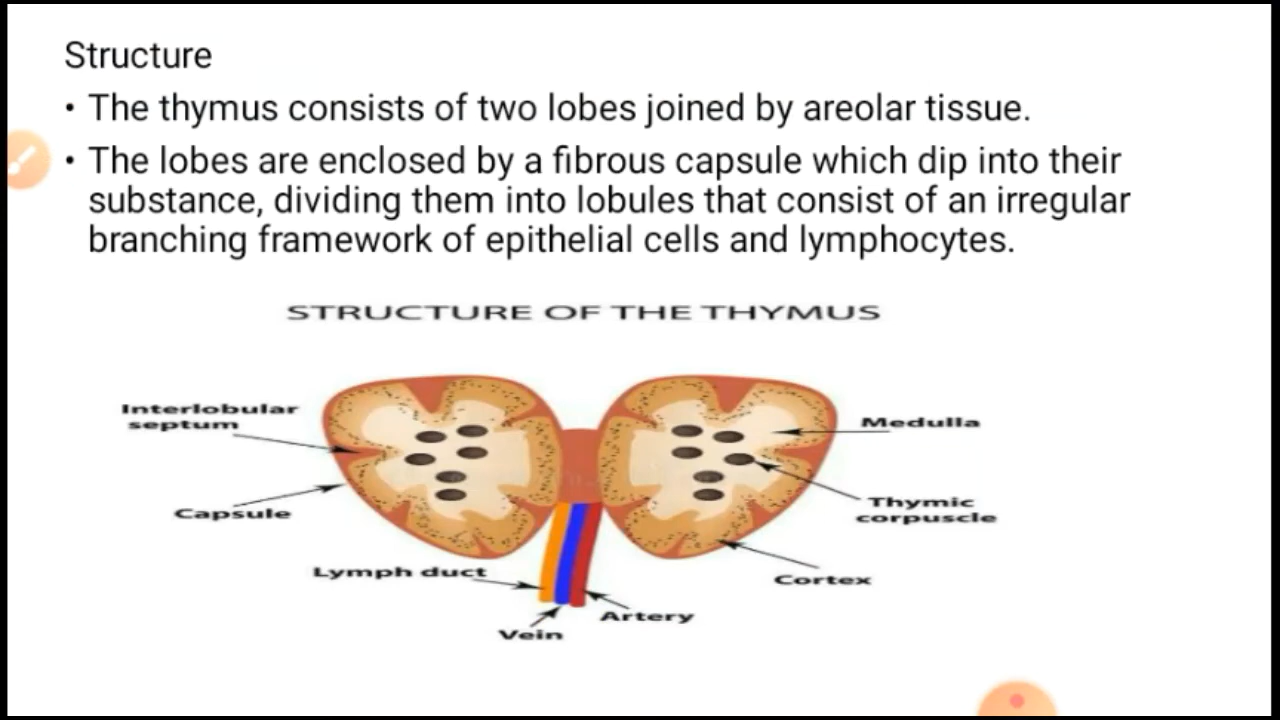 Structure
• The thymus consists of two lobes joined by areolar tissue.
• The lobes are enclosed by a fibrous capsule which dip into their
substance, dividing them into lobules that consist of an irregular
branching framework of epithelial cells and lymphocytes.
STRUCTURE OF THE THYMUS
Interlobular
septum
Medulla
Capsule
Thymic
corpuscle
Lymph duct
Cortex
Artery
Vein